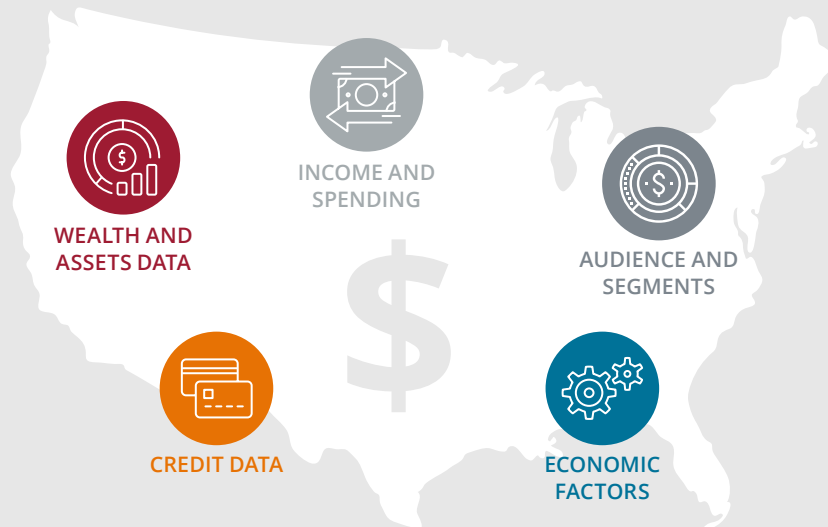 INCOME AND
SPENDING
WEALTH AND
ASSETS DATA
AUDIENCE AND
SEGMENTS
$
CREDIT DATA
ECONOMIC
FACTORS